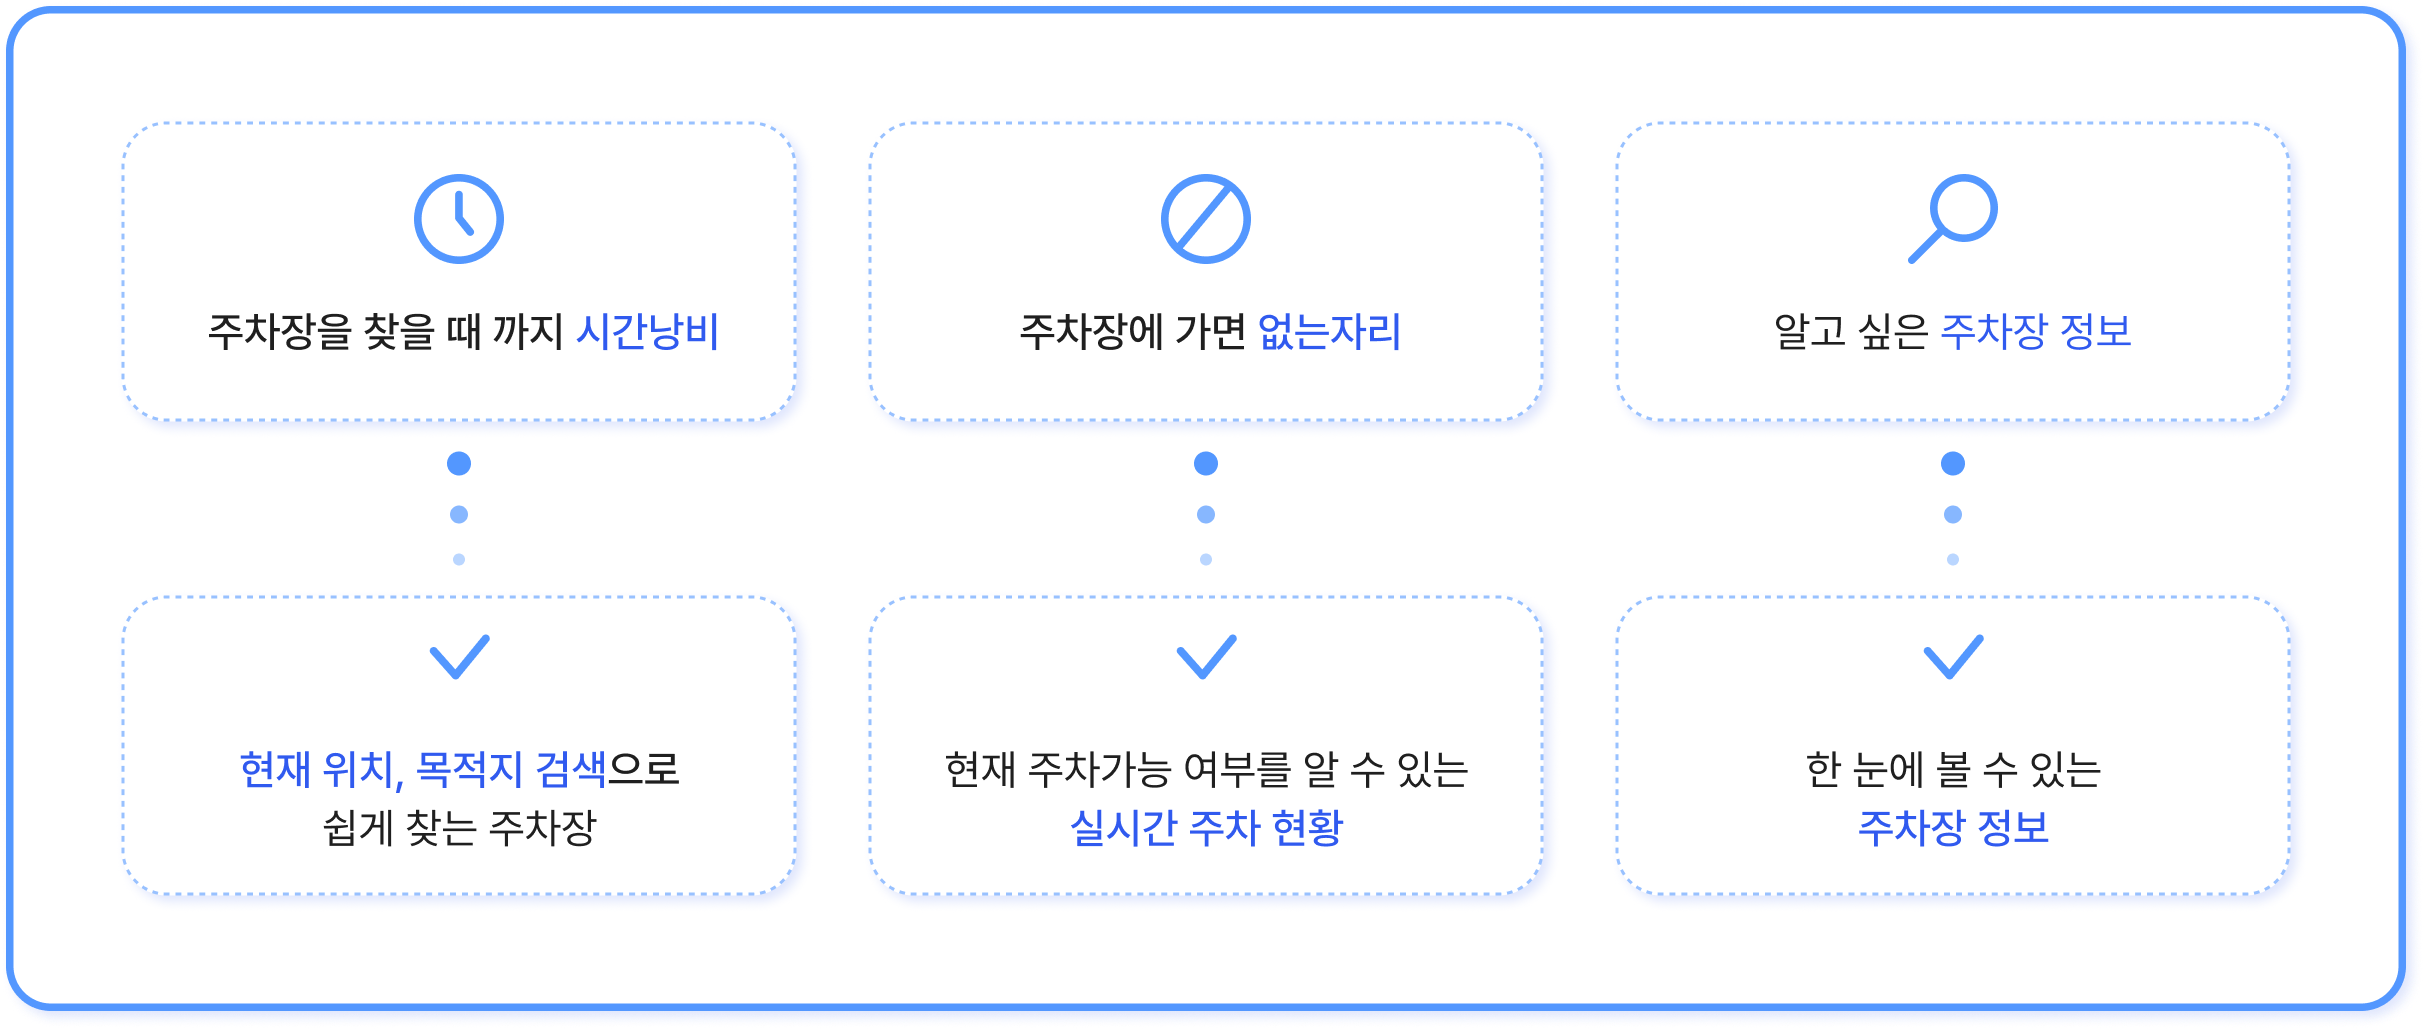 주차장을 찾을 때 까지 시간낭비
주차장에 가면 없는자리
알고 싶은 주차장 정보
현재 위치, 목적지 검색으로
쉽게 찾는 주차장
현재 주차가능 여부를 알 수 있는
실시간 주차 현황
한 눈에 볼 수 있는
주차장 정보